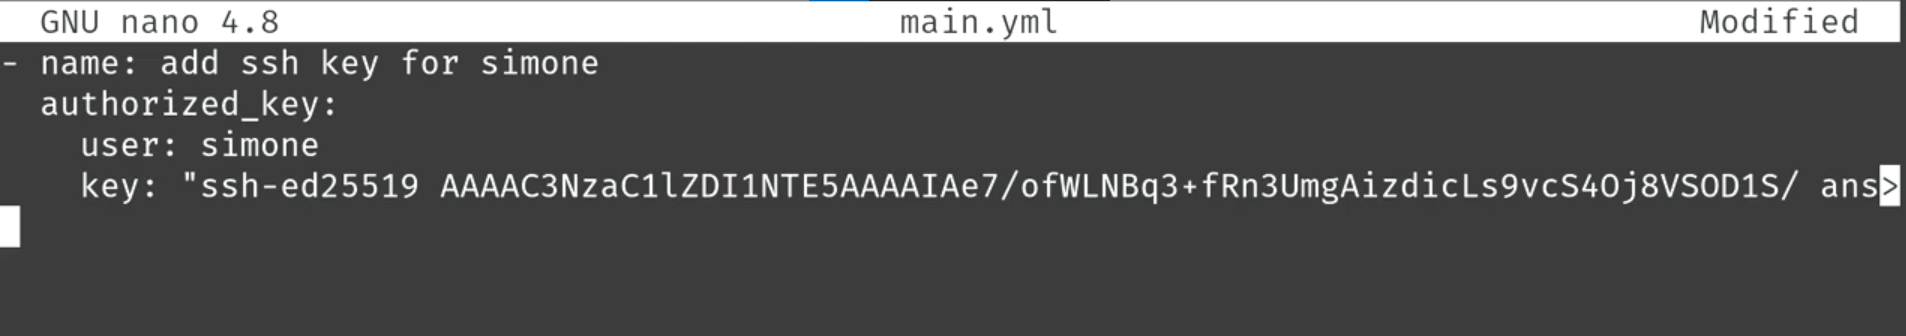 GNU nano 4.8 main.yml Modified
- name: add ssh key for simone
authorized_key:
user: simone
key: "ssh-ed25519 AAAAC3NzaC1lZDI1NTE5AAAAIAe7/ofWLNBq3+fRn3UmgAizdicLs9vcS4Oj8VSOD1S/ ans>